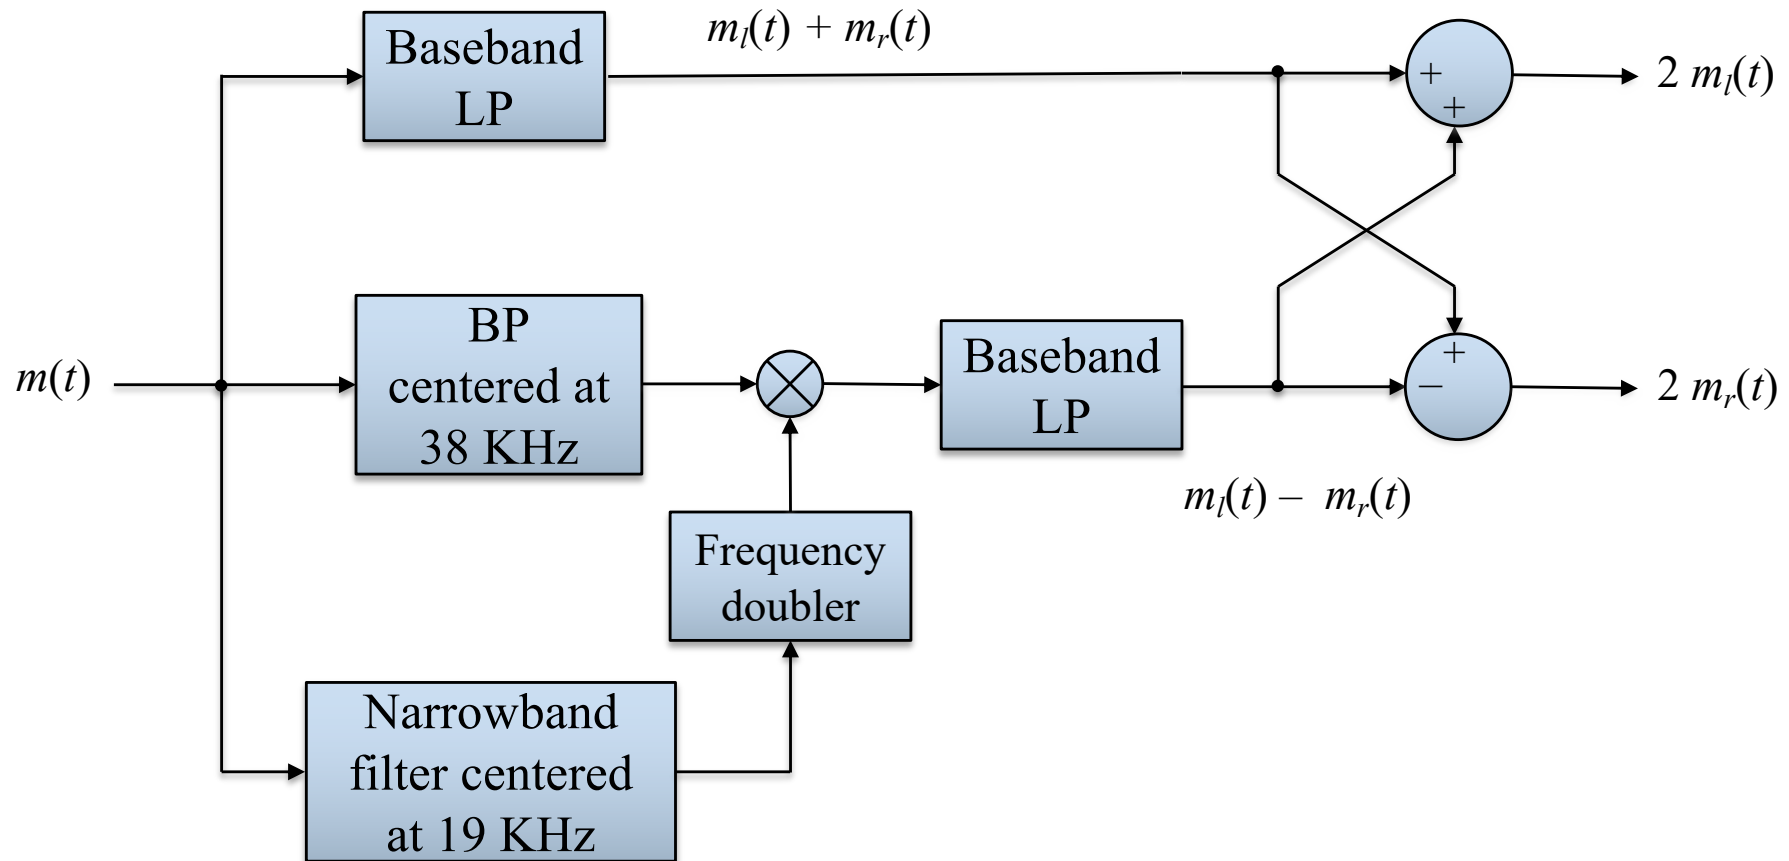 m_l(t) + m_r(t)
Baseband
LP
+
+
2 m_l(t)
BP
centered at
38 KHz
m(t)
Baseband
LP
+
−
2 m_r(t)
m_l(t) – m_r(t)
Frequency
doubler
Narrowband
filter centered
at 19 KHz